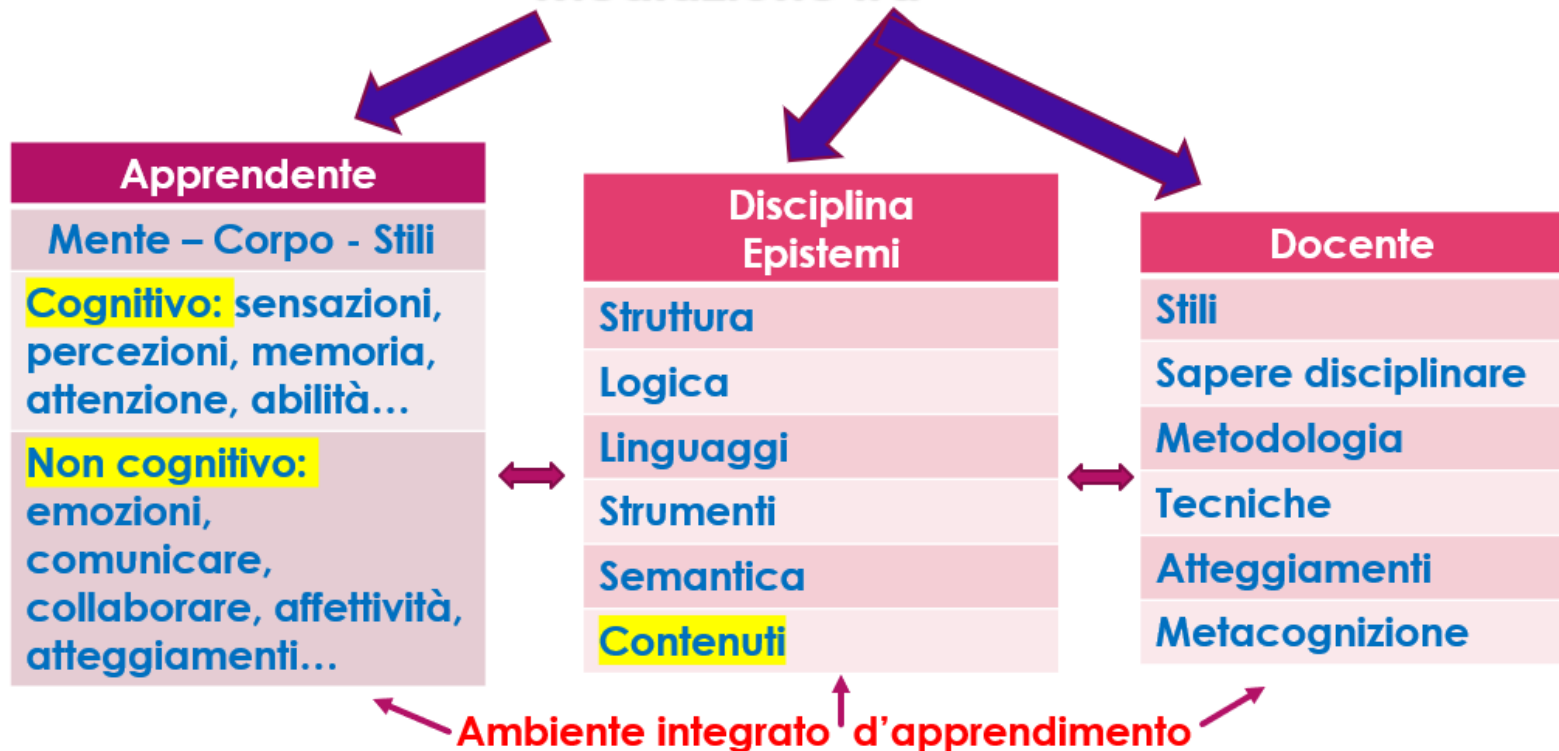 Apprendente
Mente – Corpo - Stili
Cognitivo: sensazioni,
percezioni, memoria,
attenzione, abilità…
Non cognitivo:
emozioni,
comunicare,
collaborare, affettività,
atteggiamenti…
Disciplina
Epistemi
Struttura
Logica
Linguaggi
Strumenti
Semantica
Contenuti
Docente
Stili
Sapere disciplinare
Metodologia
Tecniche
Atteggiamenti
Metacognizione
Ambiente integrato d’apprendimento